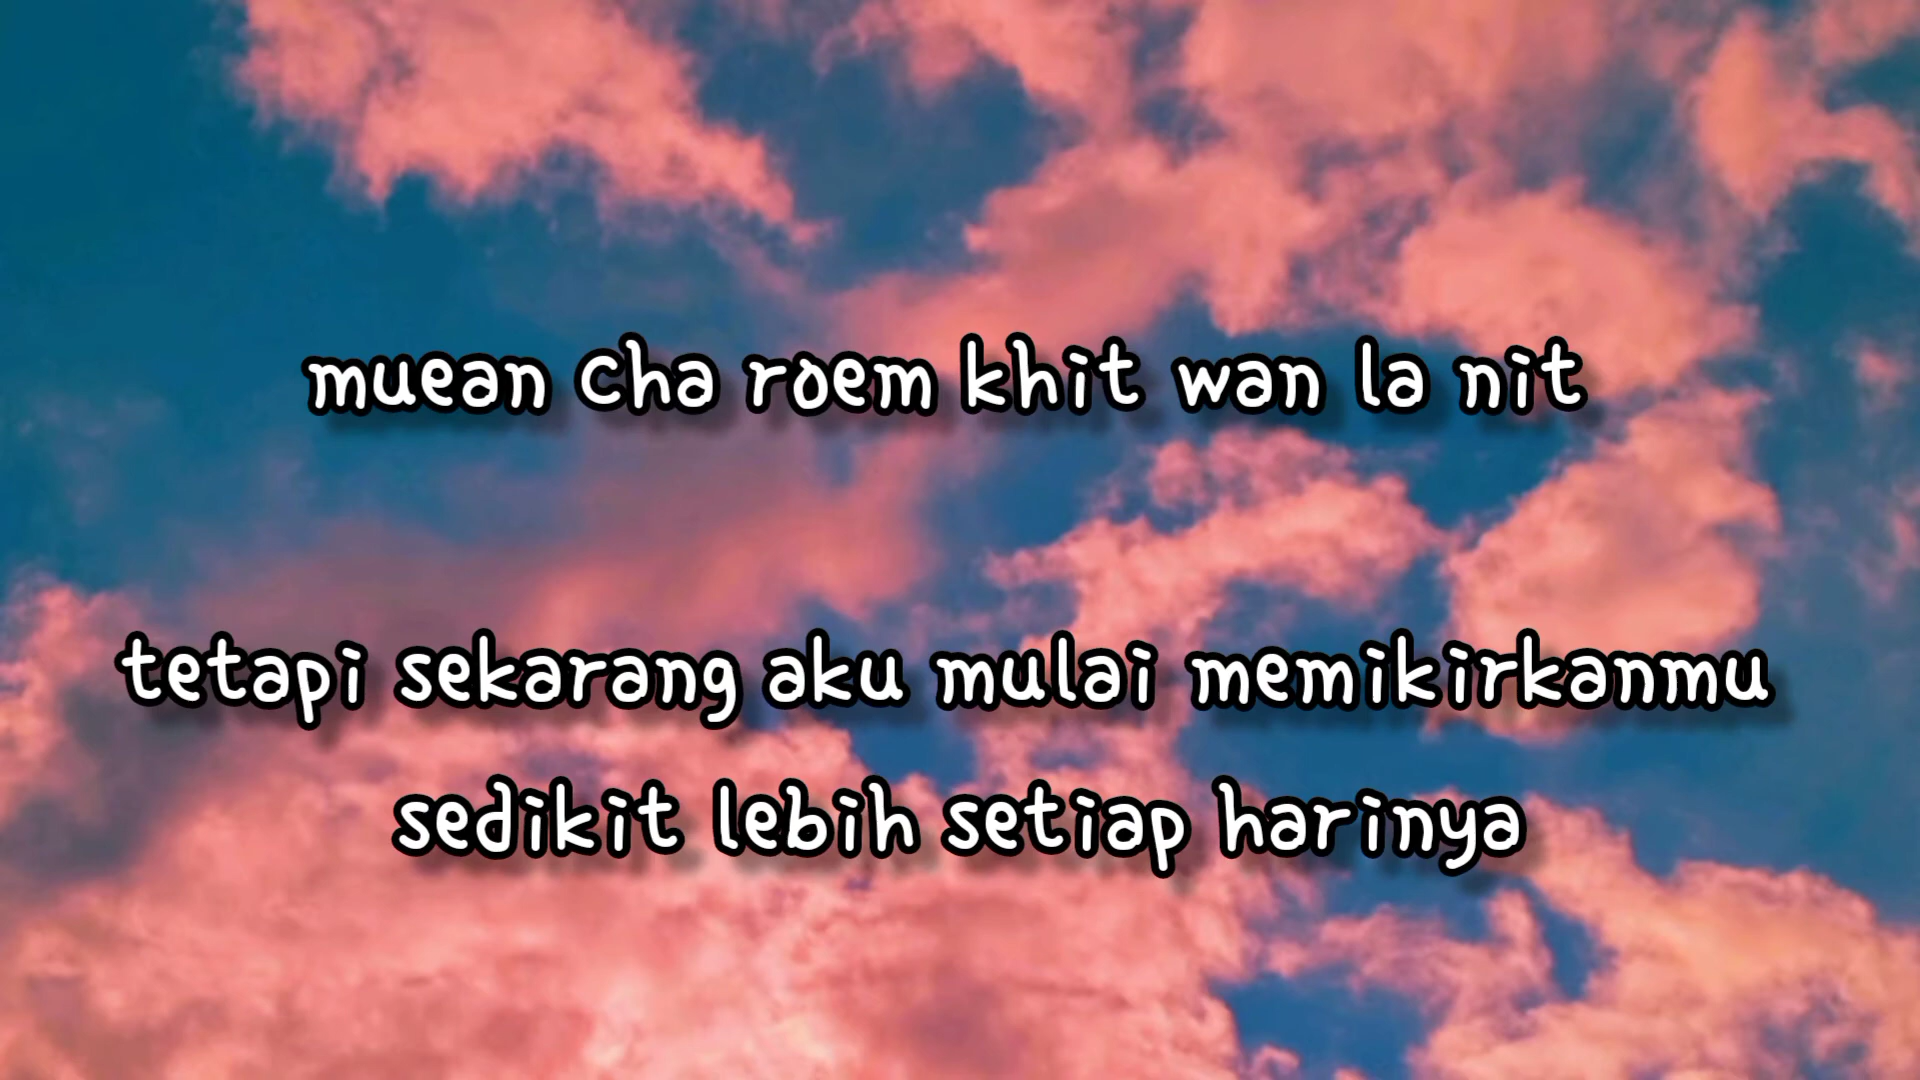 muean cha roem khit wan la nit
tetapi sekarang aku mulai memikirkanmu
sedikit lebih setiap harinya